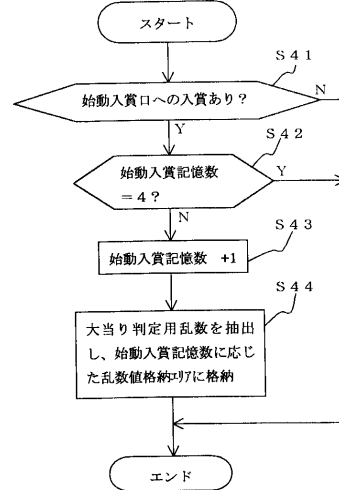 スタート
S41
始動入賞口への入賞あり?
N
Y
S42
始動入賞記憶数
=4?
Y
N
S43
始動入賞記憶数 +1
S44
大当り判定用乱数を抽出
し、始動入賞記憶数に応じ
た乱数値格納エリアに格納
エンド